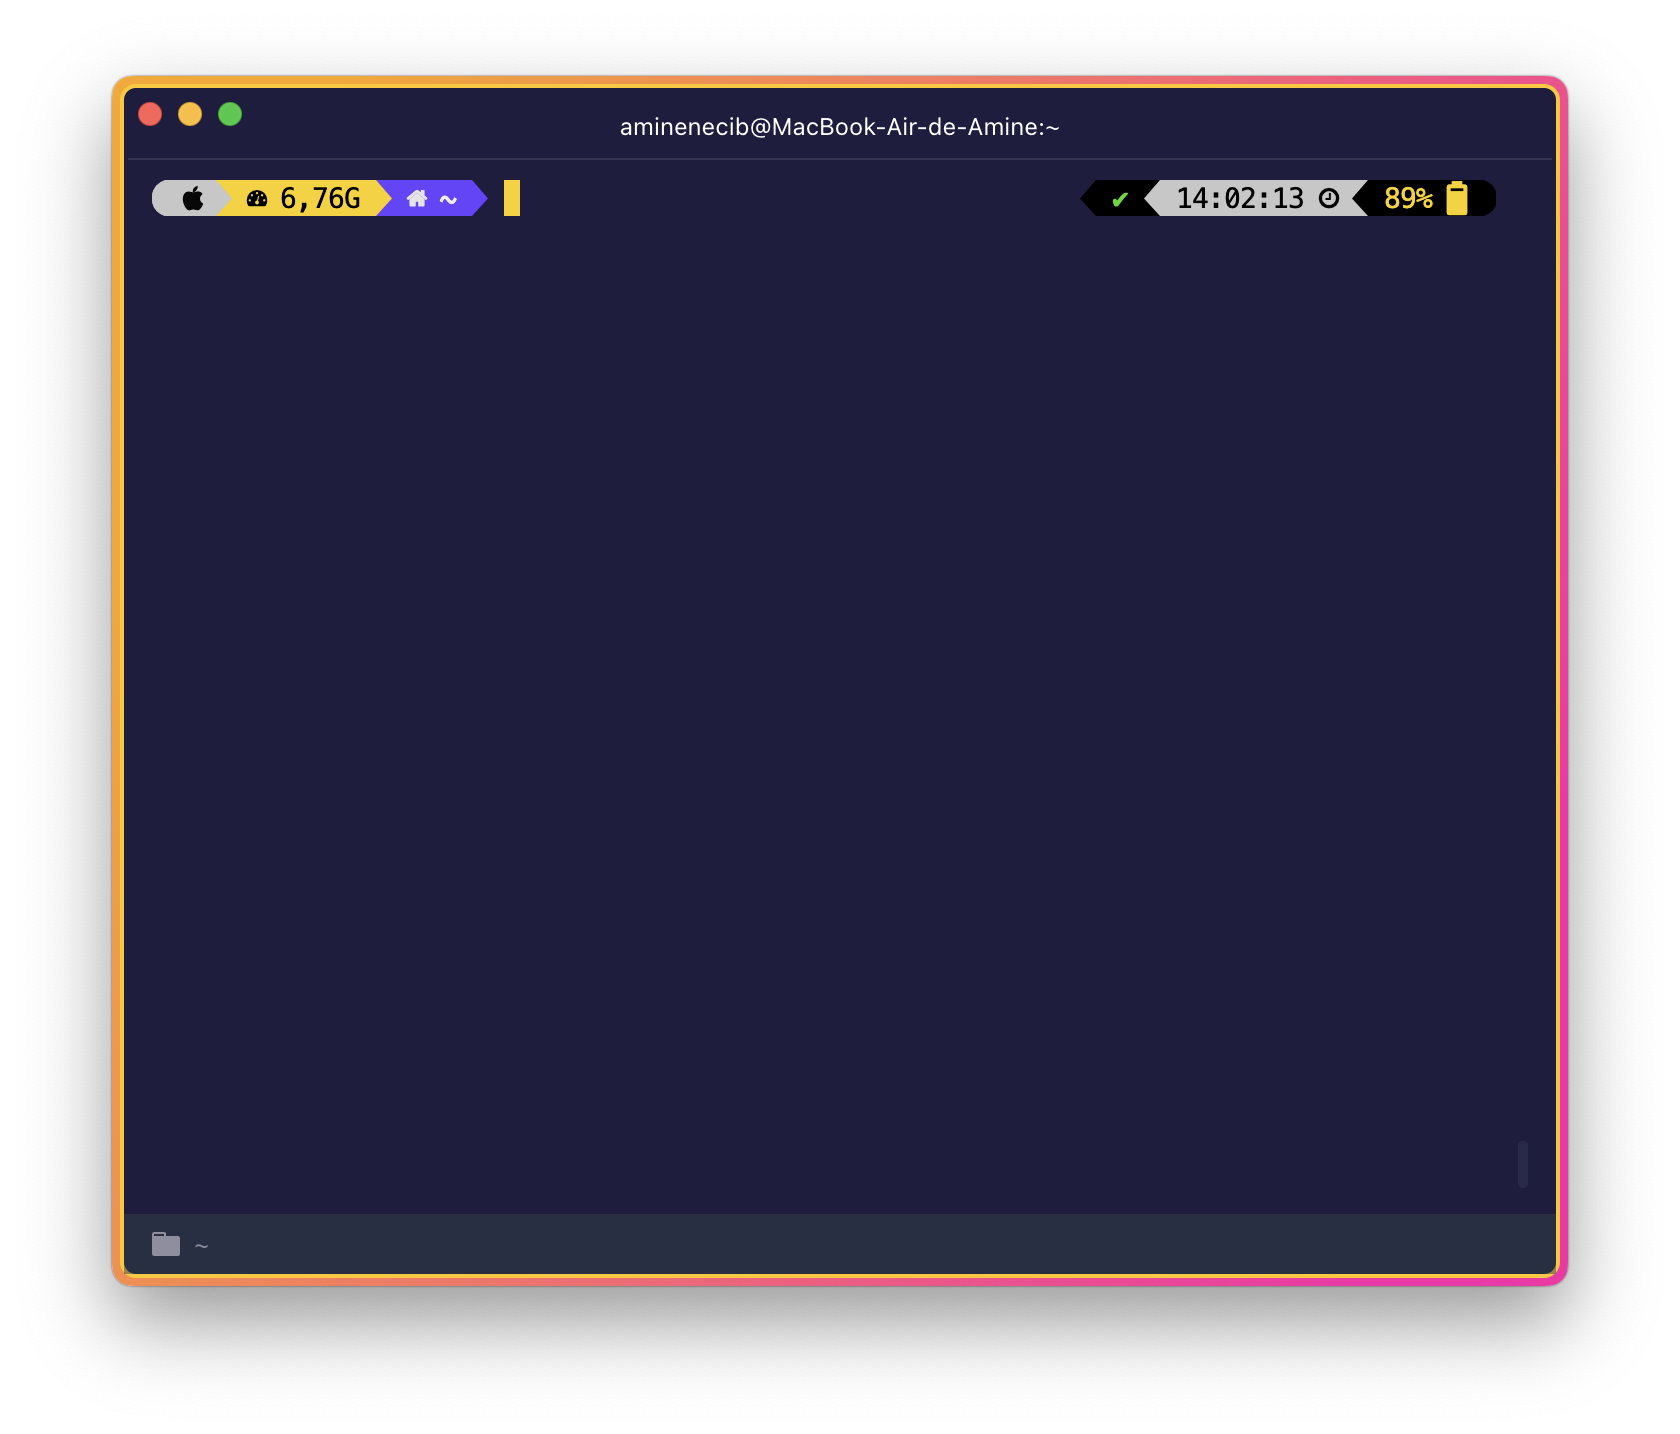 aminenecib@MacBook-Air-de-Amine:~
6,76G ~ ✔ 14:02:13 89%
~